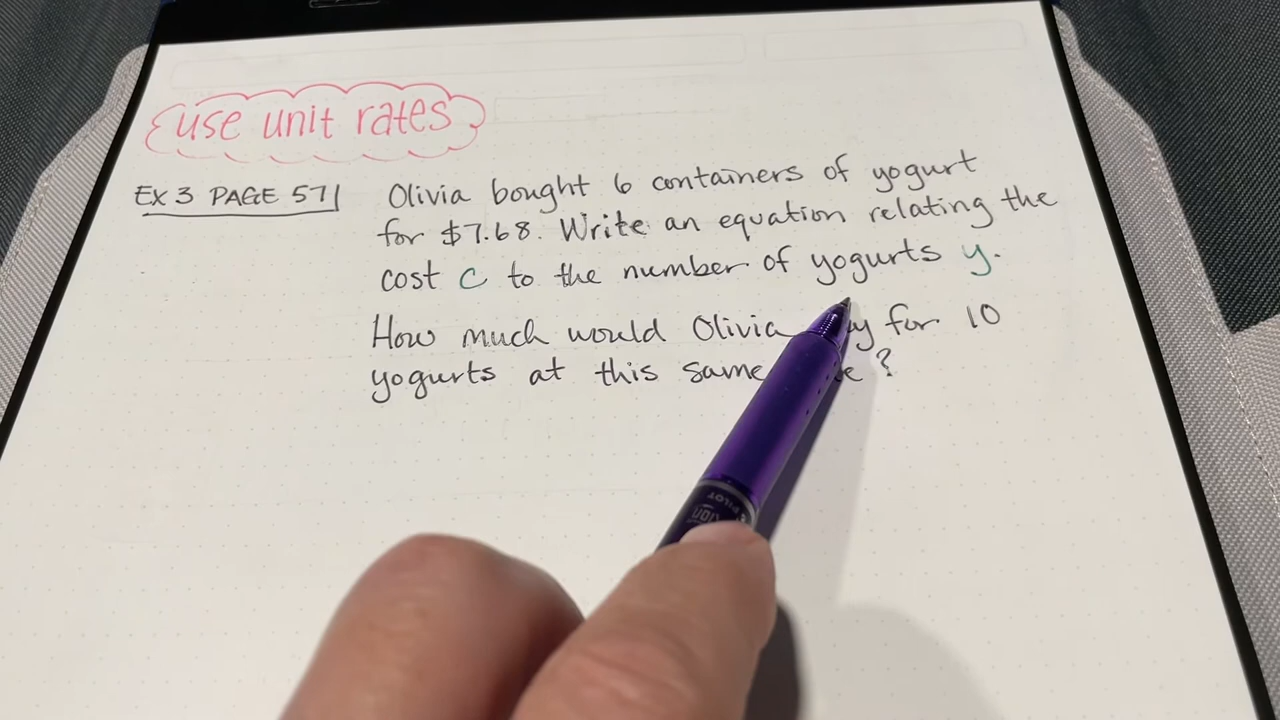 use unit rates
EX 3 PAGE 571 Olivia bought 6 containers of yogurt
for $7.68. Write an equation relating the
cost c to the number of yogurts y.
How much would Olivia for 10
yogurts at this same ?
PILOT